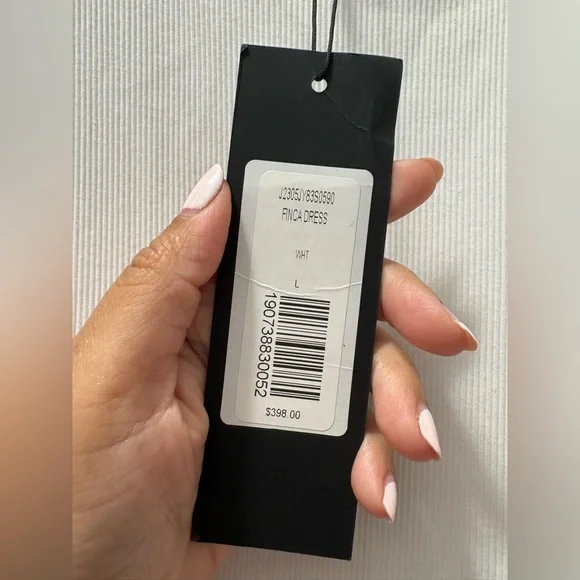 J2305JY83S0590
FINCA DRESS
WHT
L
190738830052
$398.00